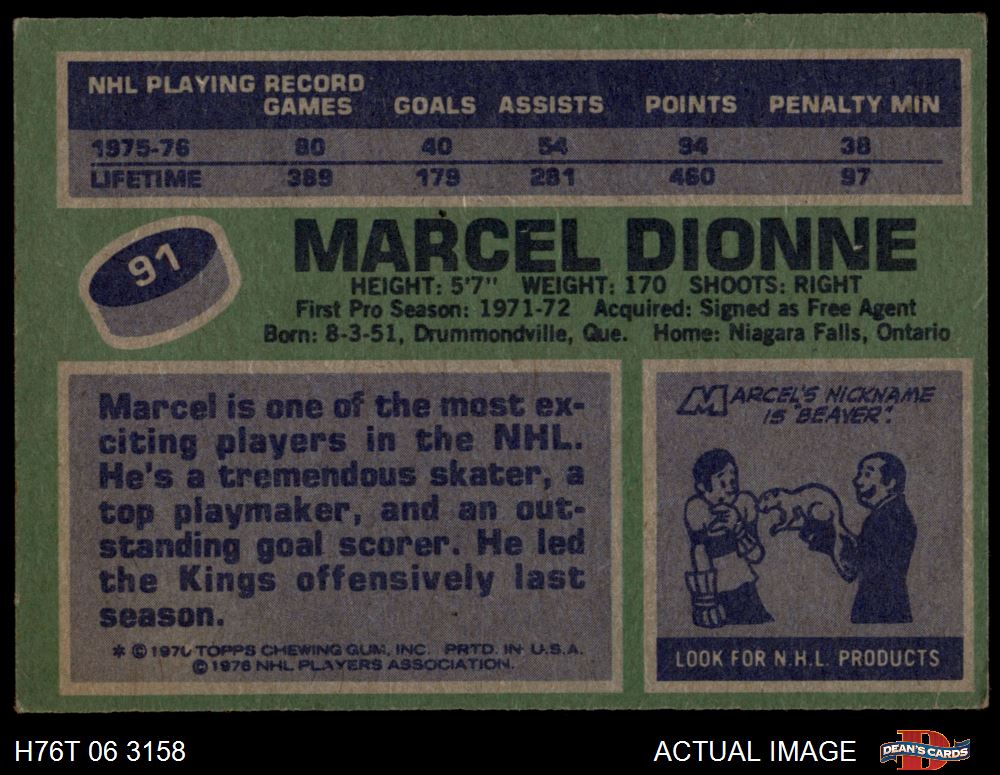 NHL PLAYING RECORD
GAMES GOALS ASSISTS POINTS PENALTY MIN
1975-76 80 40 54 94 38
LIFETIME 389 179 281 460 97
91
MARCEL DIONNE
HEIGHT: 5'7" WEIGHT: 170 SHOOTS: RIGHT
First Pro Season: 1971-72 Acquired: Signed as Free Agent
Born: 8-3-51, Drummondville, Que. Home: Niagara Falls, Ontario
Marcel is one of the most ex-
citing players in the NHL.
He's a tremendous skater, a
top playmaker, and an out-
standing goal scorer. He led
the Kings offensively last
season.
* © 1976 TOPPS CHEWING GUM, INC. PRTD. IN U.S.A.
© 1976 NHL PLAYERS ASSOCIATION.
MARCEL'S NICKNAME
IS "BEAVER".
LOOK FOR N.H.L. PRODUCTS
H76T 06 3158
ACTUAL IMAGE
D
DEAN'S CARDS